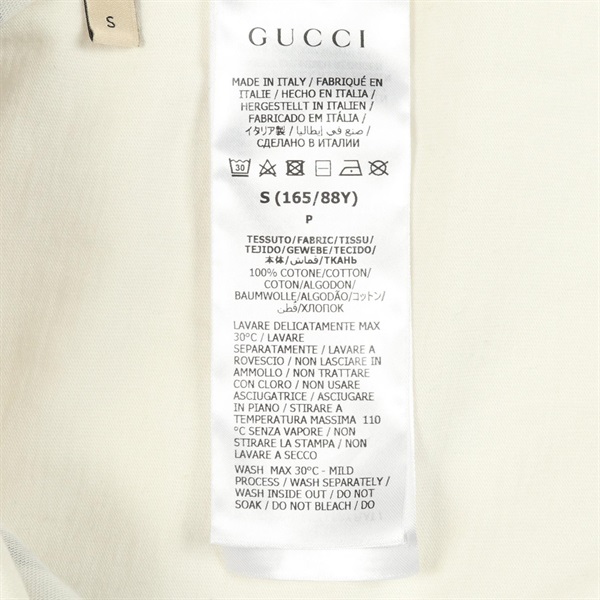 S
GUCCI
MADE IN ITALY / FABRIQUÉ EN
ITALIE / HECHO EN ITALIA /
HERGESTELLT IN ITALIEN /
FABRICADO EM ITÁLIA /
イタリア製 / صنع في إيطاليا /
СДЕЛАНО В ИТАЛИИ
30
S (165/88Y)
P
TESSUTO/FABRIC/TISSU/
TEJIDO/GEWEBE/TECIDO/
本体/قماش/ТКАНЬ
100% COTONE/COTTON/
COTON/ALGODON/
BAUMWOLLE/ALGODÃO/コットン/
قطن/ХЛОПОК
LAVARE DELICATAMENTE MAX
30°C / LAVARE
SEPARATAMENTE / LAVARE A
ROVESCIO / NON LASCIARE IN
AMMOLLO / NON TRATTARE
CON CLORO / NON USARE
ASCIUGATRICE / ASCIUGARE
IN PIANO / STIRARE A
TEMPERATURA MASSIMA 110
°C SENZA VAPORE / NON
STIRARE LA STAMPA / NON
LAVARE A SECCO
WASH MAX 30°C - MILD
PROCESS / WASH SEPARATELY /
WASH INSIDE OUT / DO NOT
SOAK / DO NOT BLEACH / DO